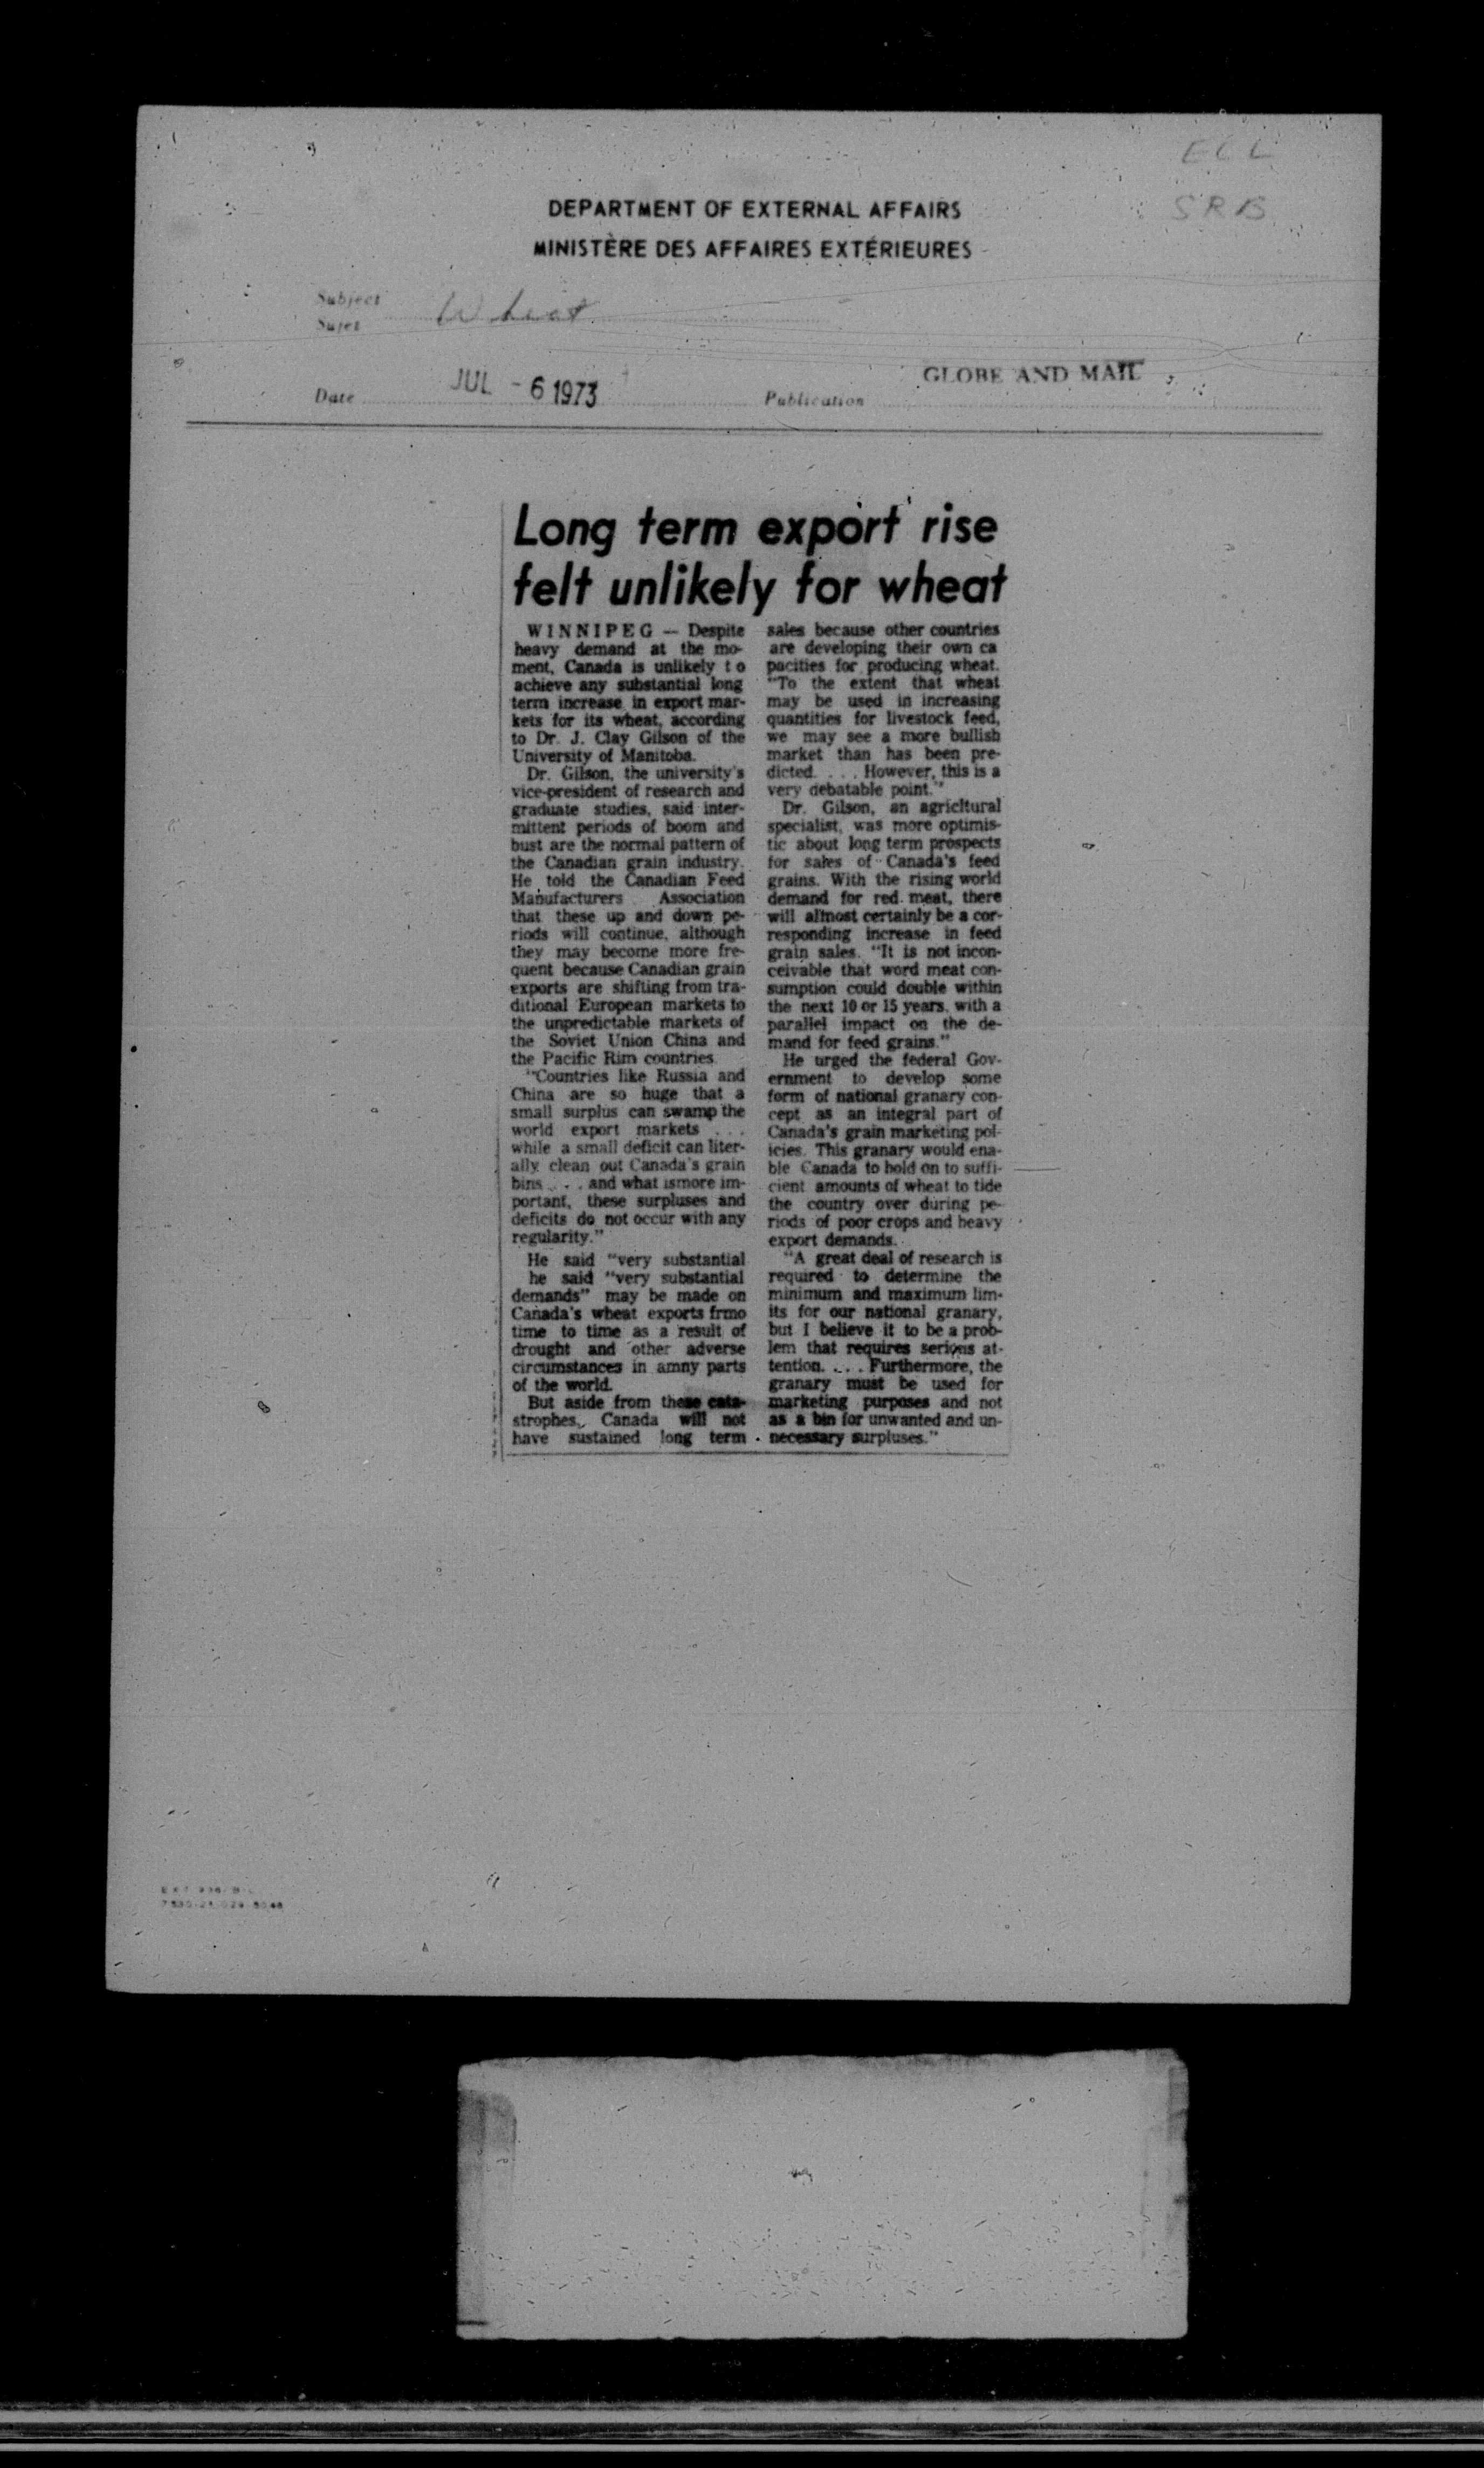 ECL
SRB
DEPARTMENT OF EXTERNAL AFFAIRS
MINISTÈRE DES AFFAIRES EXTÉRIEURES
Subject
Sujet
Wheat
Date
JUL - 6 1973
Publication
GLOBE AND MAIL
Long term export rise
felt unlikely for wheat
WINNIPEG — Despite
heavy demand at the mo-
ment, Canada is unlikely t o
achieve any substantial long
term increase in export mar-
kets for its wheat, according
to Dr. J. Clay Gilson of the
University of Manitoba.
Dr. Gilson, the university's
vice-president of research and
graduate studies, said inter-
mittent periods of boom and
bust are the normal pattern of
the Canadian grain industry.
He told the Canadian Feed
Manufacturers Association
that these up and down pe-
riods will continue, although
they may become more fre-
quent because Canadian grain
exports are shifting from tra-
ditional European markets to
the unpredictable markets of
the Soviet Union China and
the Pacific Rim countries.
"Countries like Russia and
China are so huge that a
small surplus can swamp the
world export markets . . .
while a small deficit can liter-
ally clean out Canada's grain
bins . . . and what ismore im-
portant, these surpluses and
deficits do not occur with any
regularity."
He said "very substantial
he said "very substantial
demands" may be made on
Canada's wheat exports frmo
time to time as a result of
drought and other adverse
circumstances in amny parts
of the world.
But aside from these cata-
strophes, Canada will not
have sustained long term
sales because other countries
are developing their own ca
pacities for producing wheat.
"To the extent that wheat
may be used in increasing
quantities for livestock feed,
we may see a more bullish
market than has been pre-
dicted. . . . However, this is a
very debatable point."
Dr. Gilson, an agricltural
specialist, was more optimis-
tic about long term prospects
for sales of Canada's feed
grains. With the rising world
demand for red meat, there
will almost certainly be a cor-
responding increase in feed
grain sales. "It is not incon-
ceivable that word meat con-
sumption could double within
the next 10 or 15 years, with a
parallel impact on the de-
mand for feed grains."
He urged the federal Gov-
ernment to develop some
form of national granary con-
cept as an integral part of
Canada's grain marketing pol-
icies. This granary would ena-
ble Canada to hold on to suffi-
cient amounts of wheat to tide
the country over during pe-
riods of poor crops and heavy
export demands.
"A great deal of research is
required to determine the
minimum and maximum lim-
its for our national granary,
but I believe it to be a prob-
lem that requires serious at-
tention. . . . Furthermore, the
granary must be used for
marketing purposes and not
as a bin for unwanted and un-
necessary surpluses."